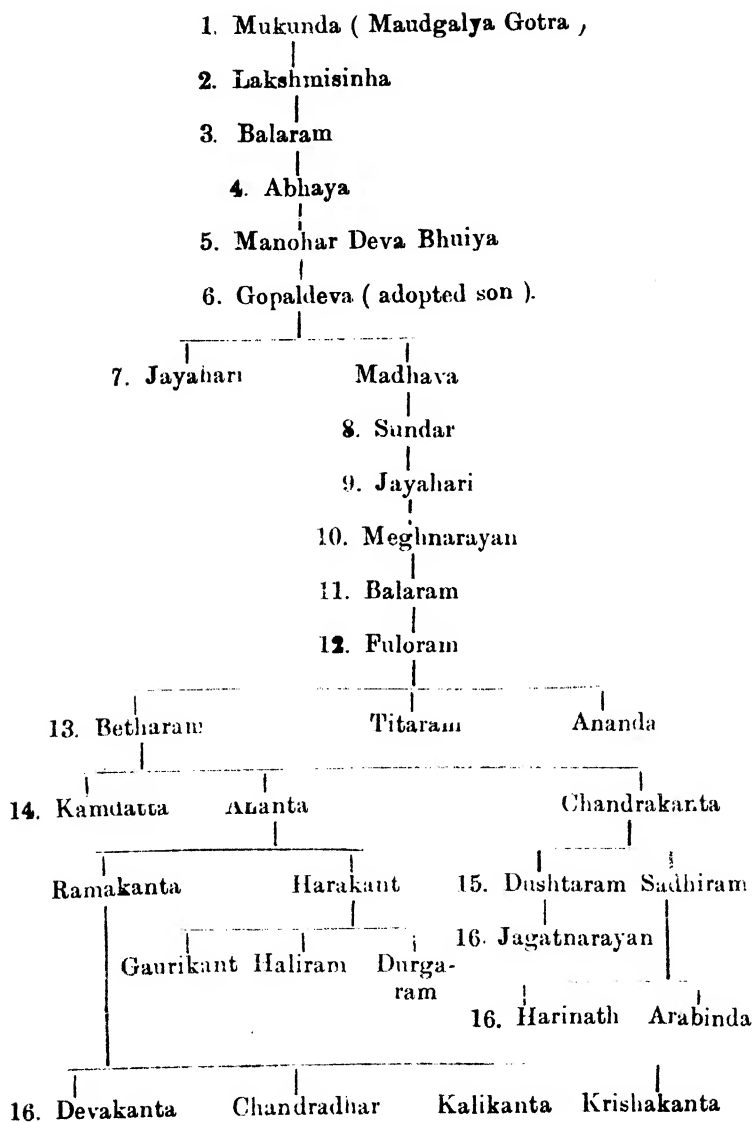 1. Mukunda ( Maudgalya Gotra ,
2. Lakshmisinha
3. Balaram
4. Abhaya
5. Manohar Deva Bhuiya
6. Gopaldeva ( adopted son ).
7. Jayahari Madhava
8. Sundar
9. Jayahari
10. Meghnarayan
11. Balaram
12. Fuloram
13. Betharam Titaram Ananda
14. Kamdatta Ananta Chandrakanta
Ramakanta Harakant 15. Dushtaram Sadhiram
16. Jagatnarayan
Gaurikant Haliram Durga-
ram
16. Harinath Arabinda
16. Devakanta Chandradhar Kalikanta Krishakanta